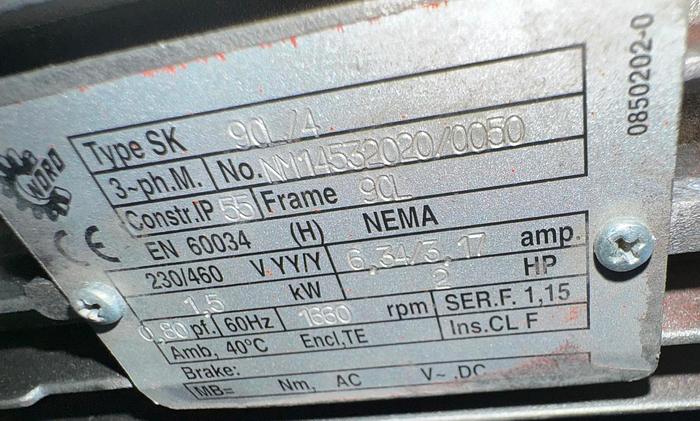 0850202-0
NORD
Type SK 90L/4
3~ph.M. No. NM14532020/0050
Constr.IP 55 Frame 90L
CE EN 60034 (H) NEMA
230/460 V.YY/Y 6,34/3,17 amp.
1,5 kW 2 HP
0,80 pf. 60Hz 1660 rpm SER.F. 1,15
Amb, 40°C Encl,TE Ins.CL F
Brake:
MB= Nm, AC V~ ,DC